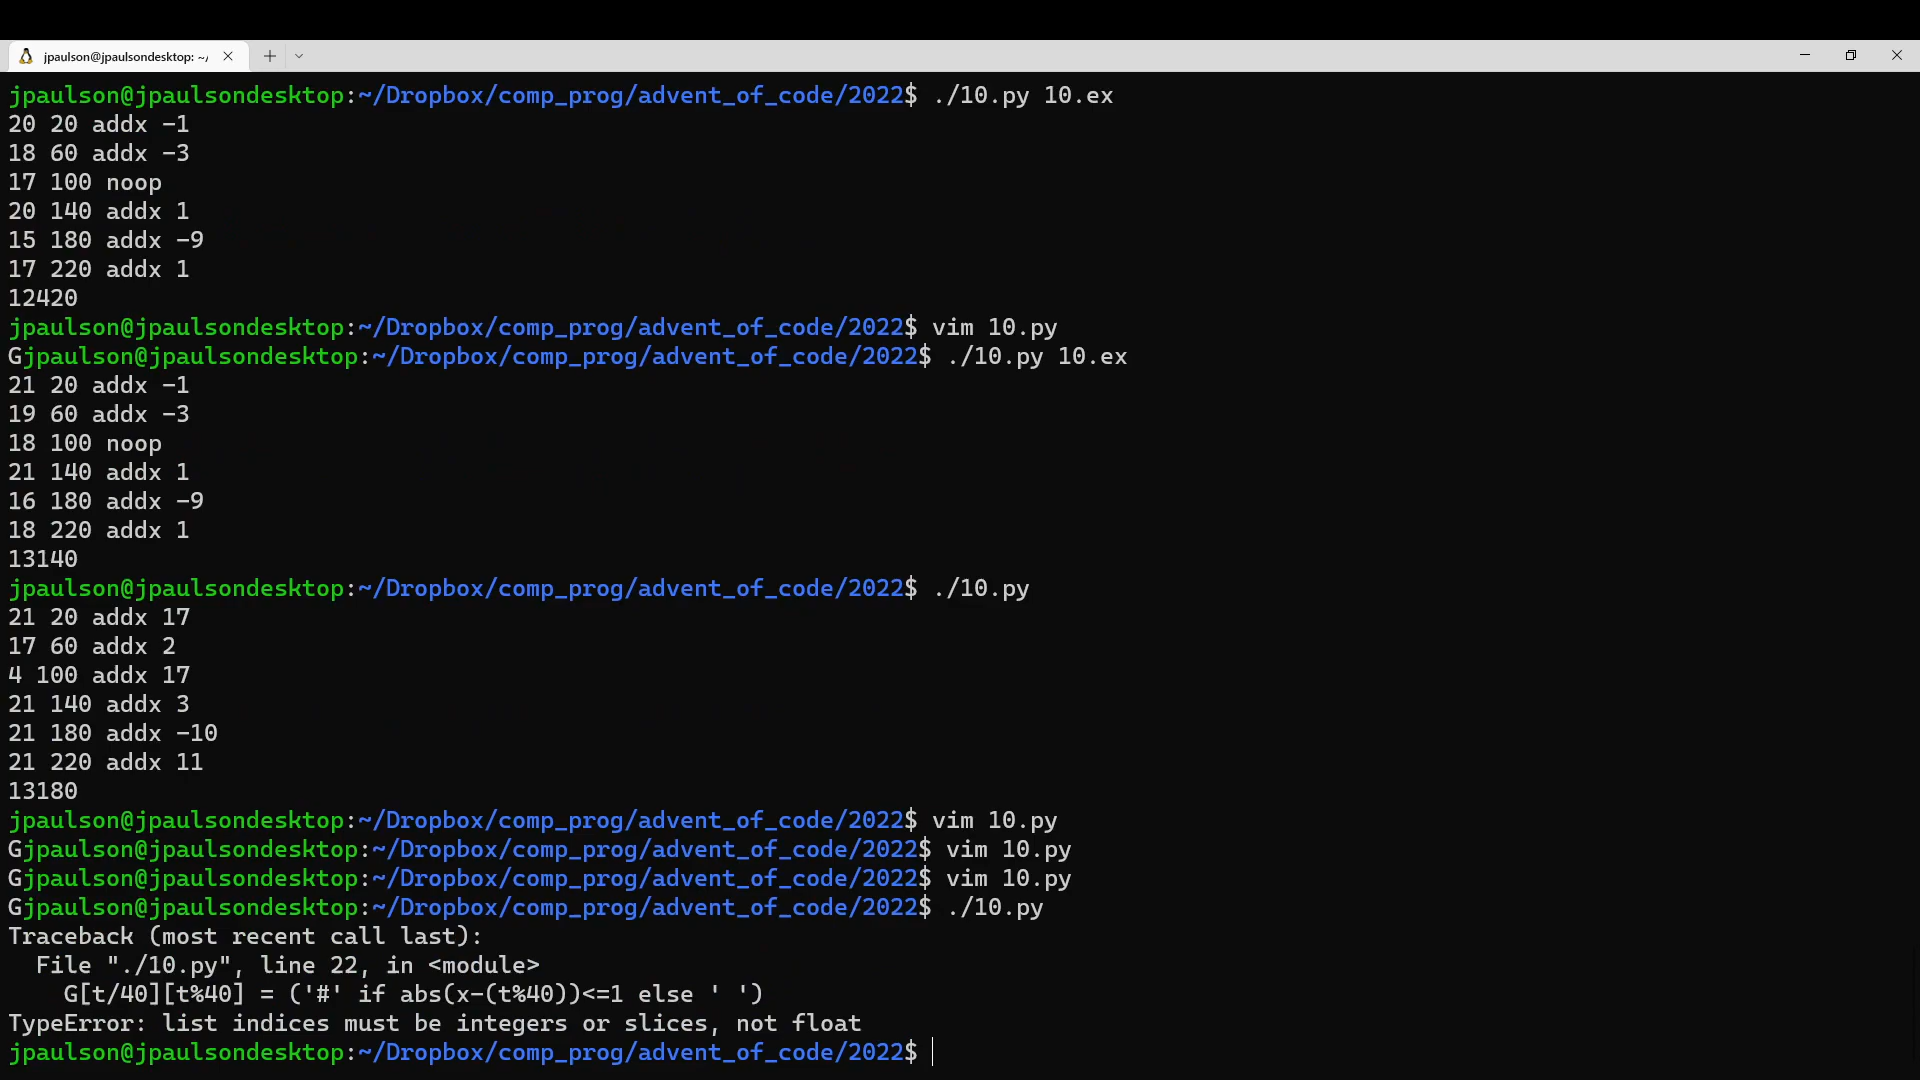 jpaulson@jpaulsondesktop: ~/
jpaulson@jpaulsondesktop:~/Dropbox/comp_prog/advent_of_code/2022$ ./10.py 10.ex
20 20 addx -1
18 60 addx -3
17 100 noop
20 140 addx 1
15 180 addx -9
17 220 addx 1
12420
jpaulson@jpaulsondesktop:~/Dropbox/comp_prog/advent_of_code/2022$ vim 10.py
Gjpaulson@jpaulsondesktop:~/Dropbox/comp_prog/advent_of_code/2022$ ./10.py 10.ex
21 20 addx -1
19 60 addx -3
18 100 noop
21 140 addx 1
16 180 addx -9
18 220 addx 1
13140
jpaulson@jpaulsondesktop:~/Dropbox/comp_prog/advent_of_code/2022$ ./10.py
21 20 addx 17
17 60 addx 2
4 100 addx 17
21 140 addx 3
21 180 addx -10
21 220 addx 11
13180
jpaulson@jpaulsondesktop:~/Dropbox/comp_prog/advent_of_code/2022$ vim 10.py
Gjpaulson@jpaulsondesktop:~/Dropbox/comp_prog/advent_of_code/2022$ vim 10.py
Gjpaulson@jpaulsondesktop:~/Dropbox/comp_prog/advent_of_code/2022$ vim 10.py
Gjpaulson@jpaulsondesktop:~/Dropbox/comp_prog/advent_of_code/2022$ ./10.py
Traceback (most recent call last):
  File "./10.py", line 22, in <module>
    G[t/40][t%40] = ('#' if abs(x-(t%40))<=1 else ' ')
TypeError: list indices must be integers or slices, not float
jpaulson@jpaulsondesktop:~/Dropbox/comp_prog/advent_of_code/2022$